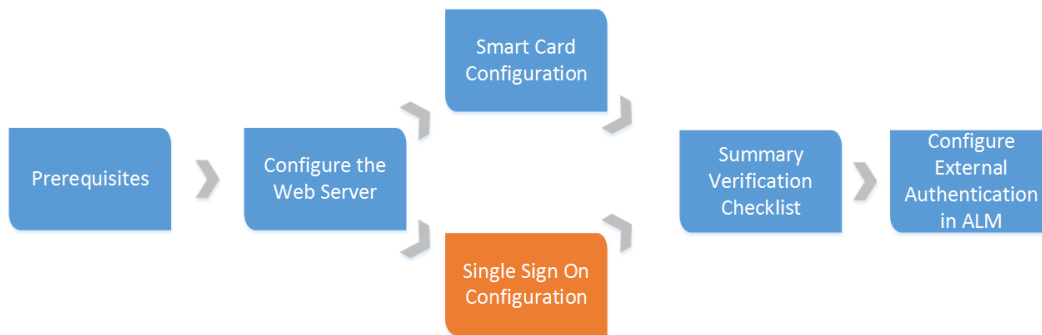 Prerequisites
Configure the
Web Server
Smart Card
Configuration
Single Sign On
Configuration
Summary
Verification
Checklist
Configure
External
Authentication
in ALM